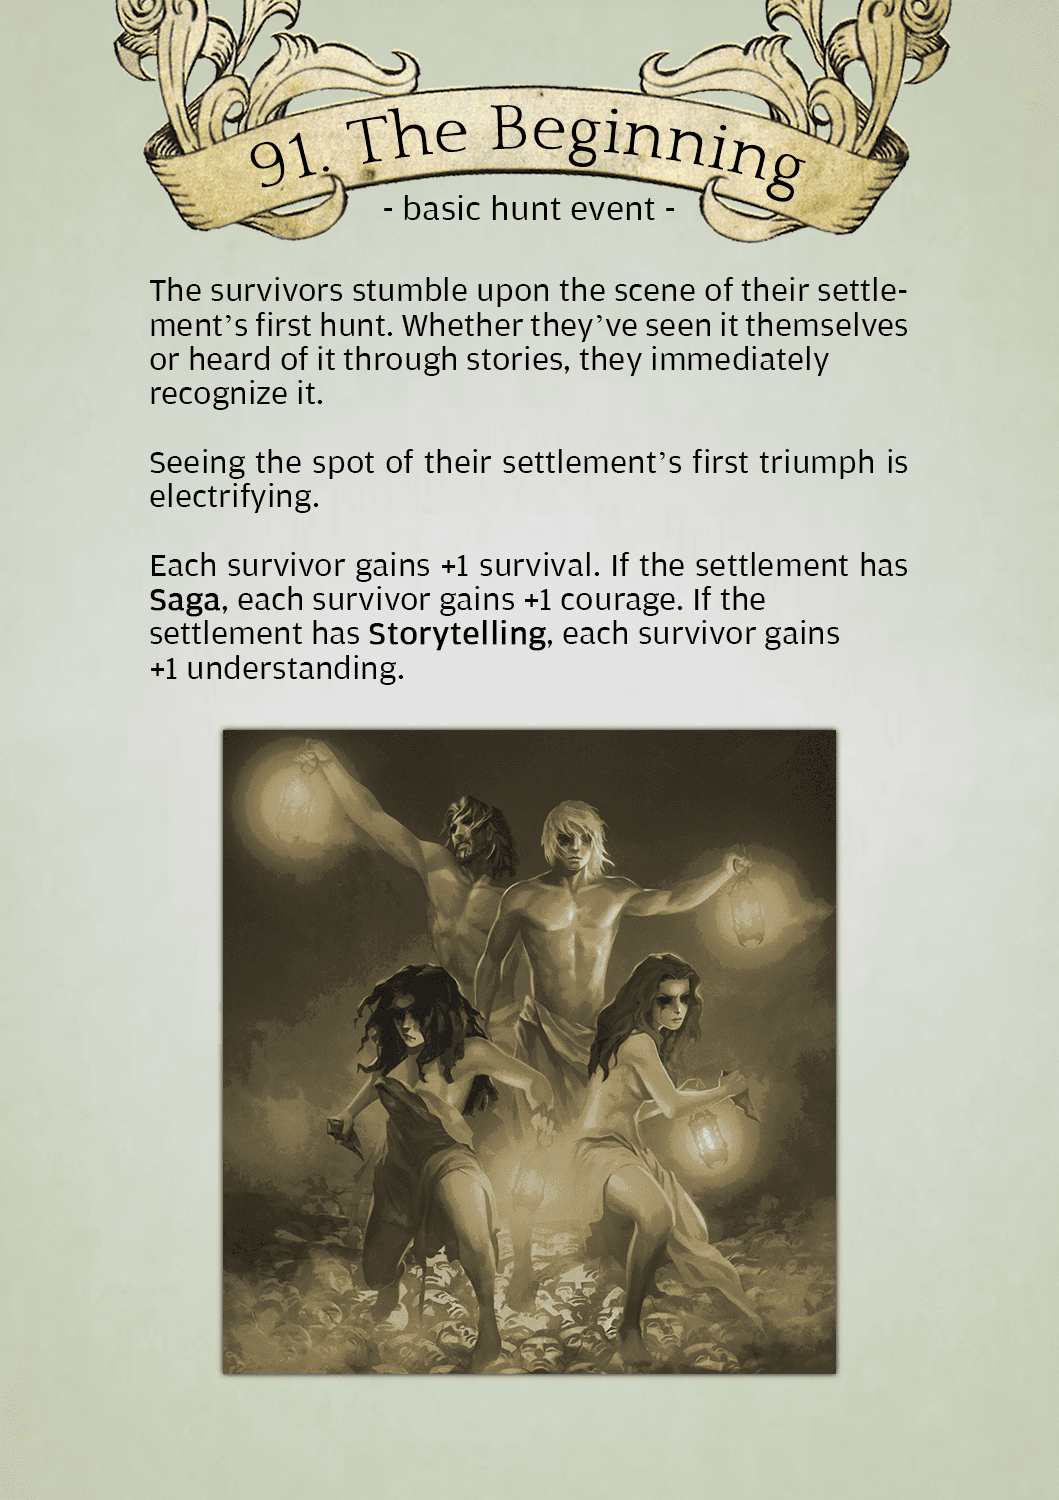 91. The Beginning
- basic hunt event -
The survivors stumble upon the scene of their settle-
ment’s first hunt. Whether they’ve seen it themselves
or heard of it through stories, they immediately
recognize it.
Seeing the spot of their settlement’s first triumph is
electrifying.
Each survivor gains +1 survival. If the settlement has
Saga, each survivor gains +1 courage. If the
settlement has Storytelling, each survivor gains
+1 understanding.